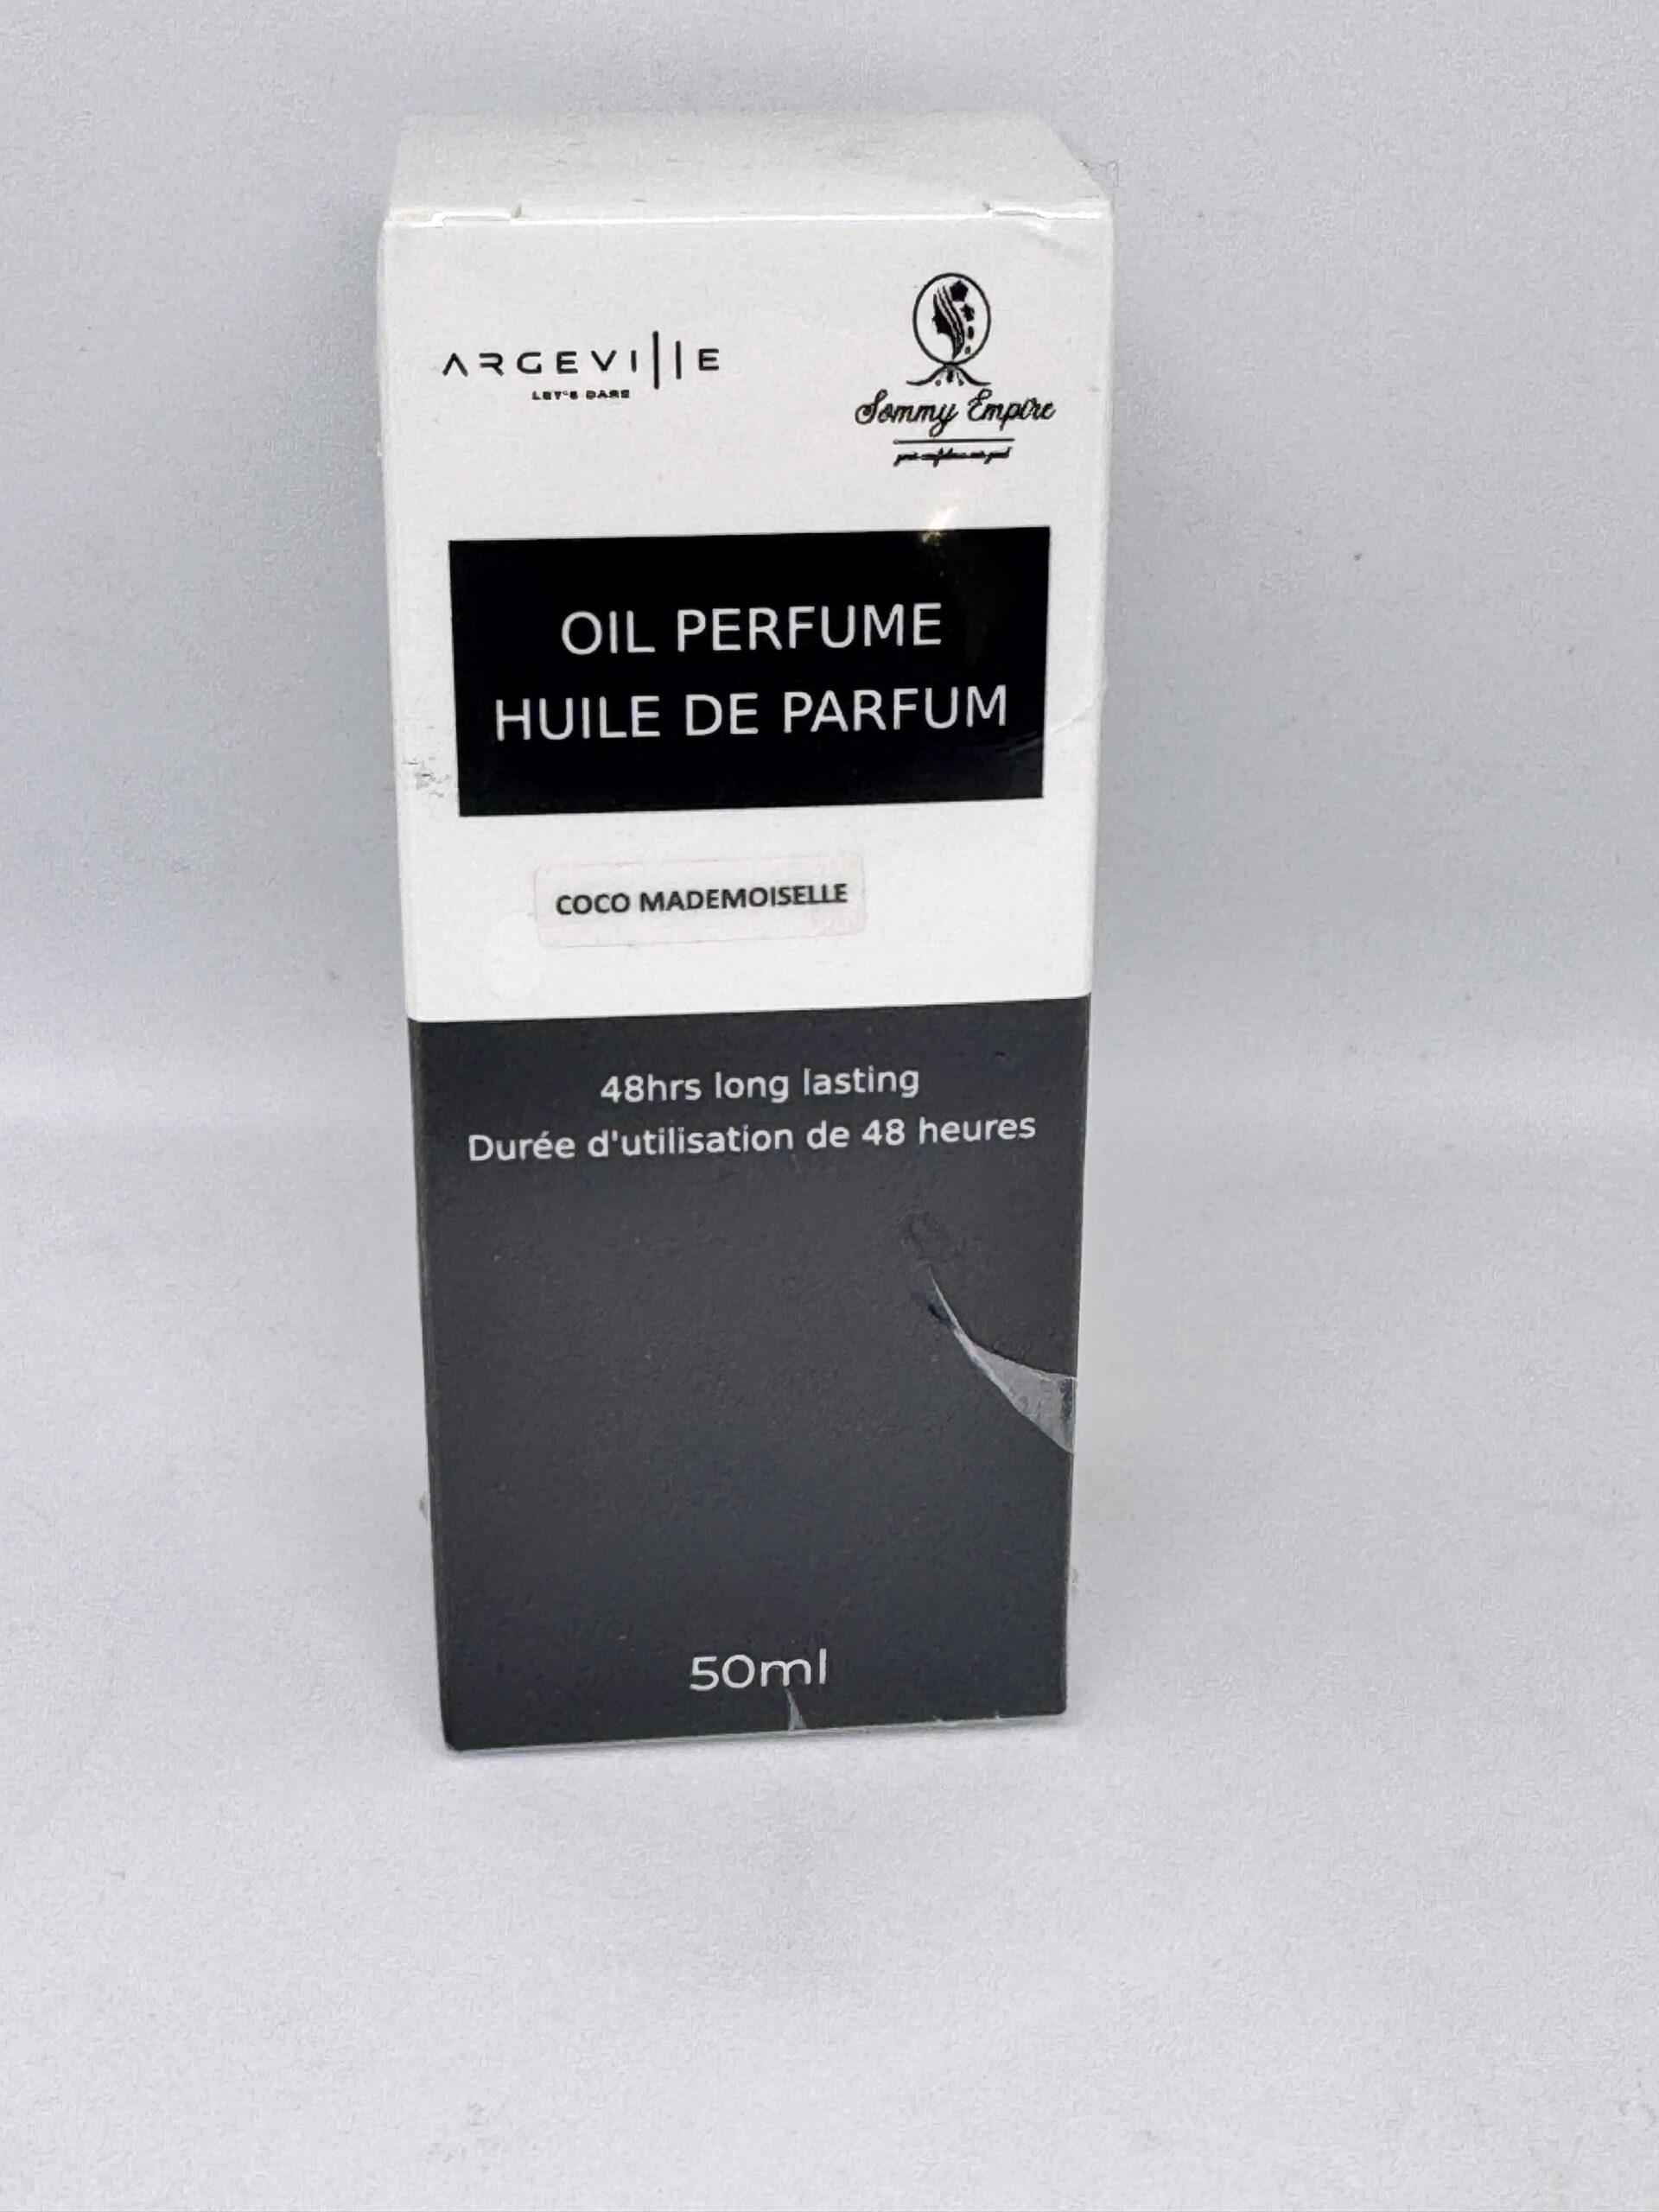 ARGEVIllE
LET'S DARE
Sommy Empire
OIL PERFUME
HUILE DE PARFUM
COCO MADEMOISELLE
48hrs long lasting
Durée d'utilisation de 48 heures
50ml